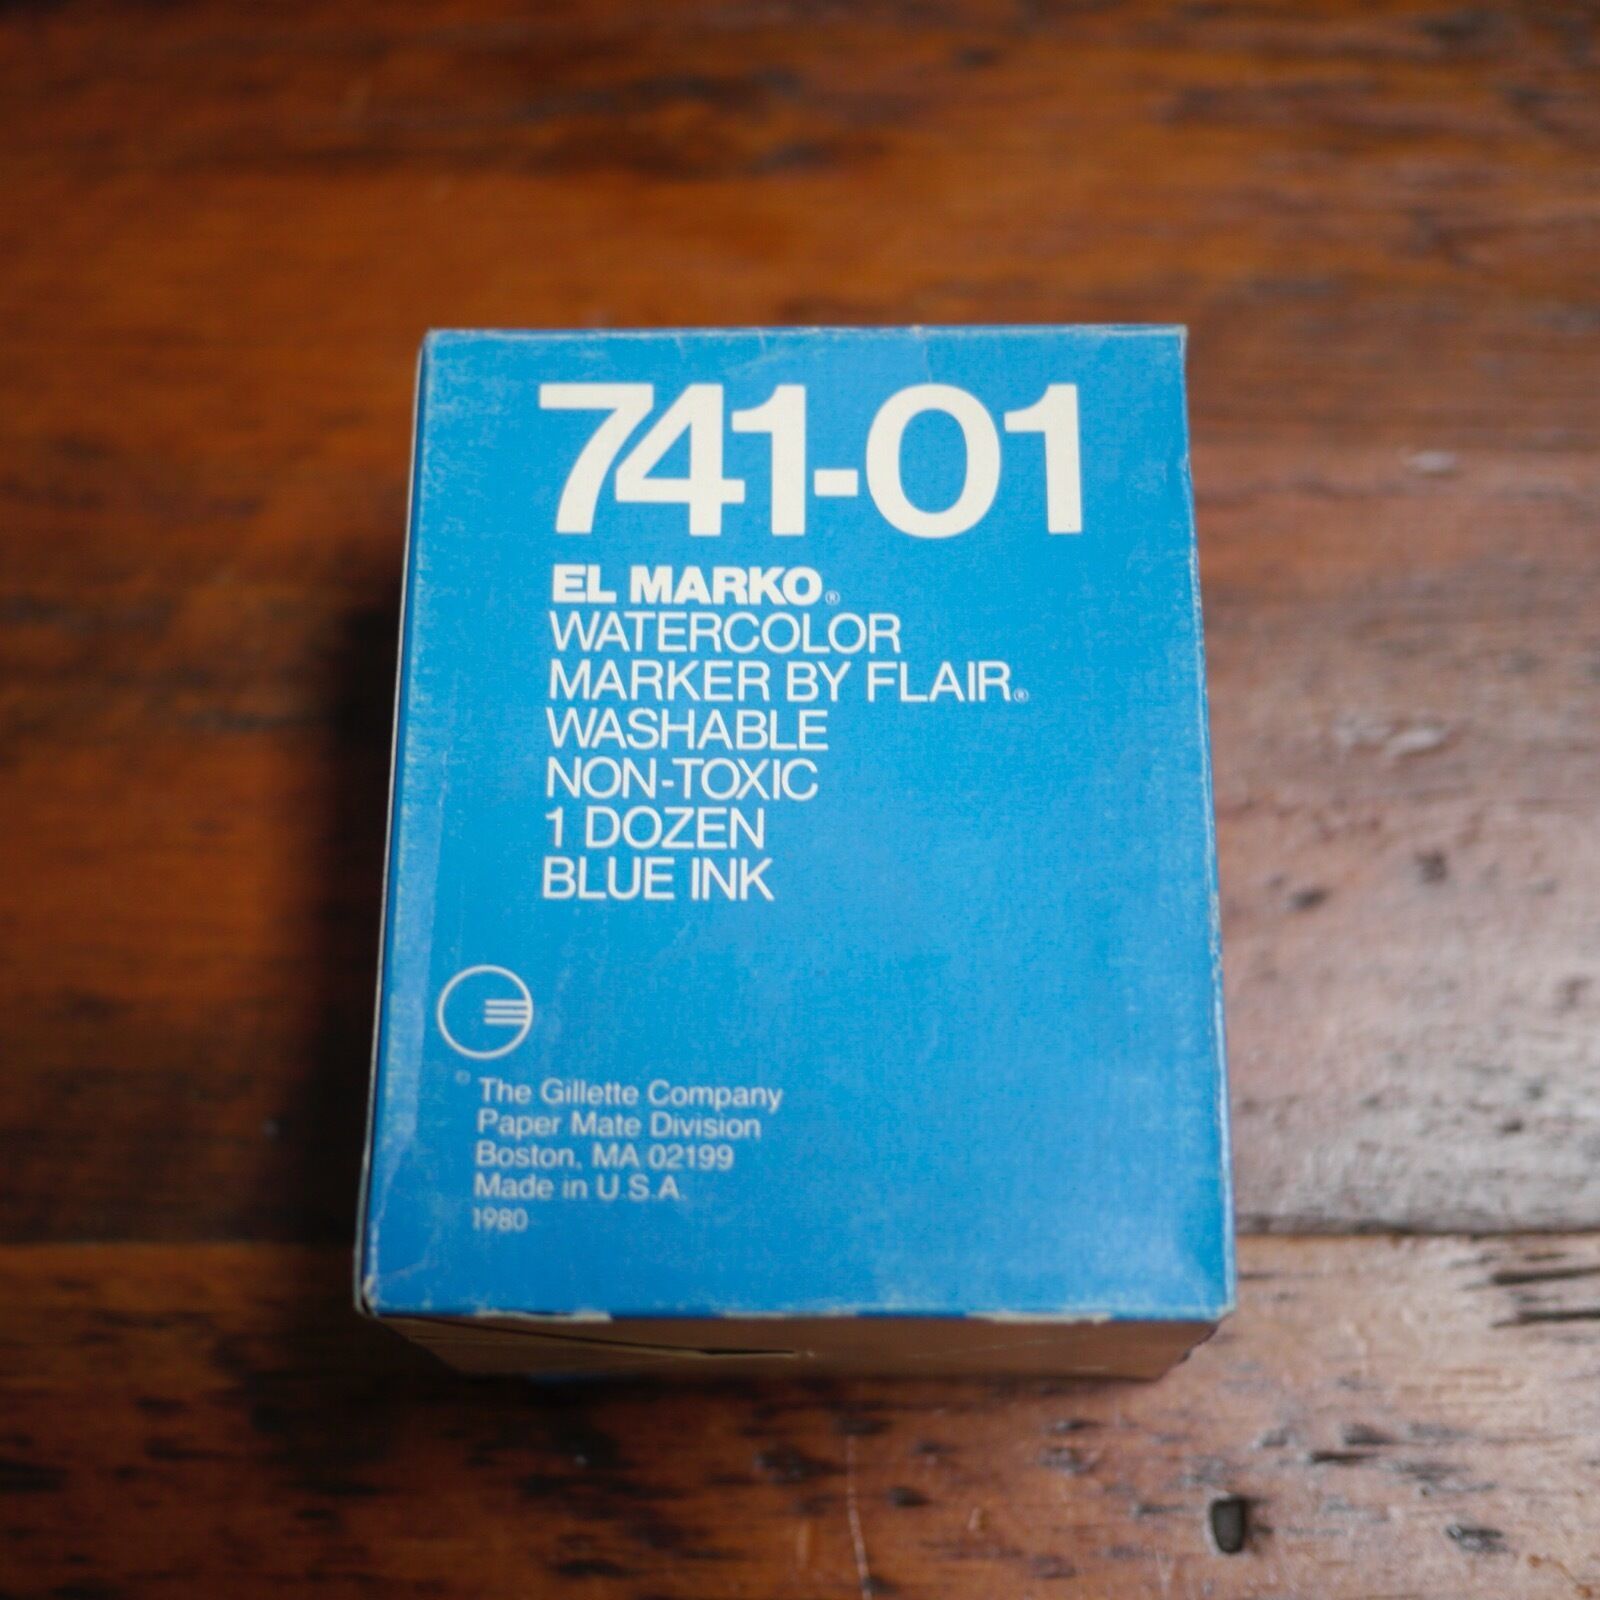 741-01
EL MARKO®
WATERCOLOR
MARKER BY FLAIR®
WASHABLE
NON-TOXIC
1 DOZEN
BLUE INK
© The Gillette Company
Paper Mate Division
Boston, MA 02199
Made in U.S.A.
1980